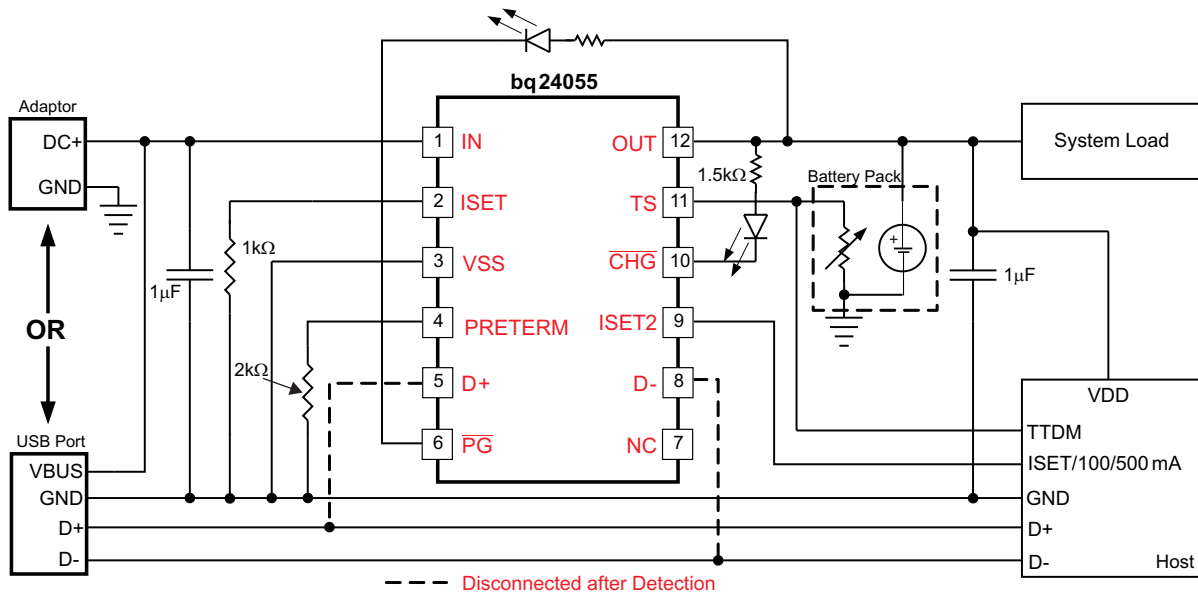 bq24055
Adaptor
DC+
GND
OR
USB Port
VBUS
GND
D+
D-
1μF
1kΩ
2kΩ
1 IN
2 ISET
3 VSS
4 PRETERM
5 D+
6 PG
OUT 12
TS 11
CHG 10
ISET2 9
D- 8
NC 7
1.5kΩ
Battery Pack
+
1μF
System Load
VDD
TTDM
ISET/100/500 mA
GND
D+
D-
Host
Disconnected after Detection